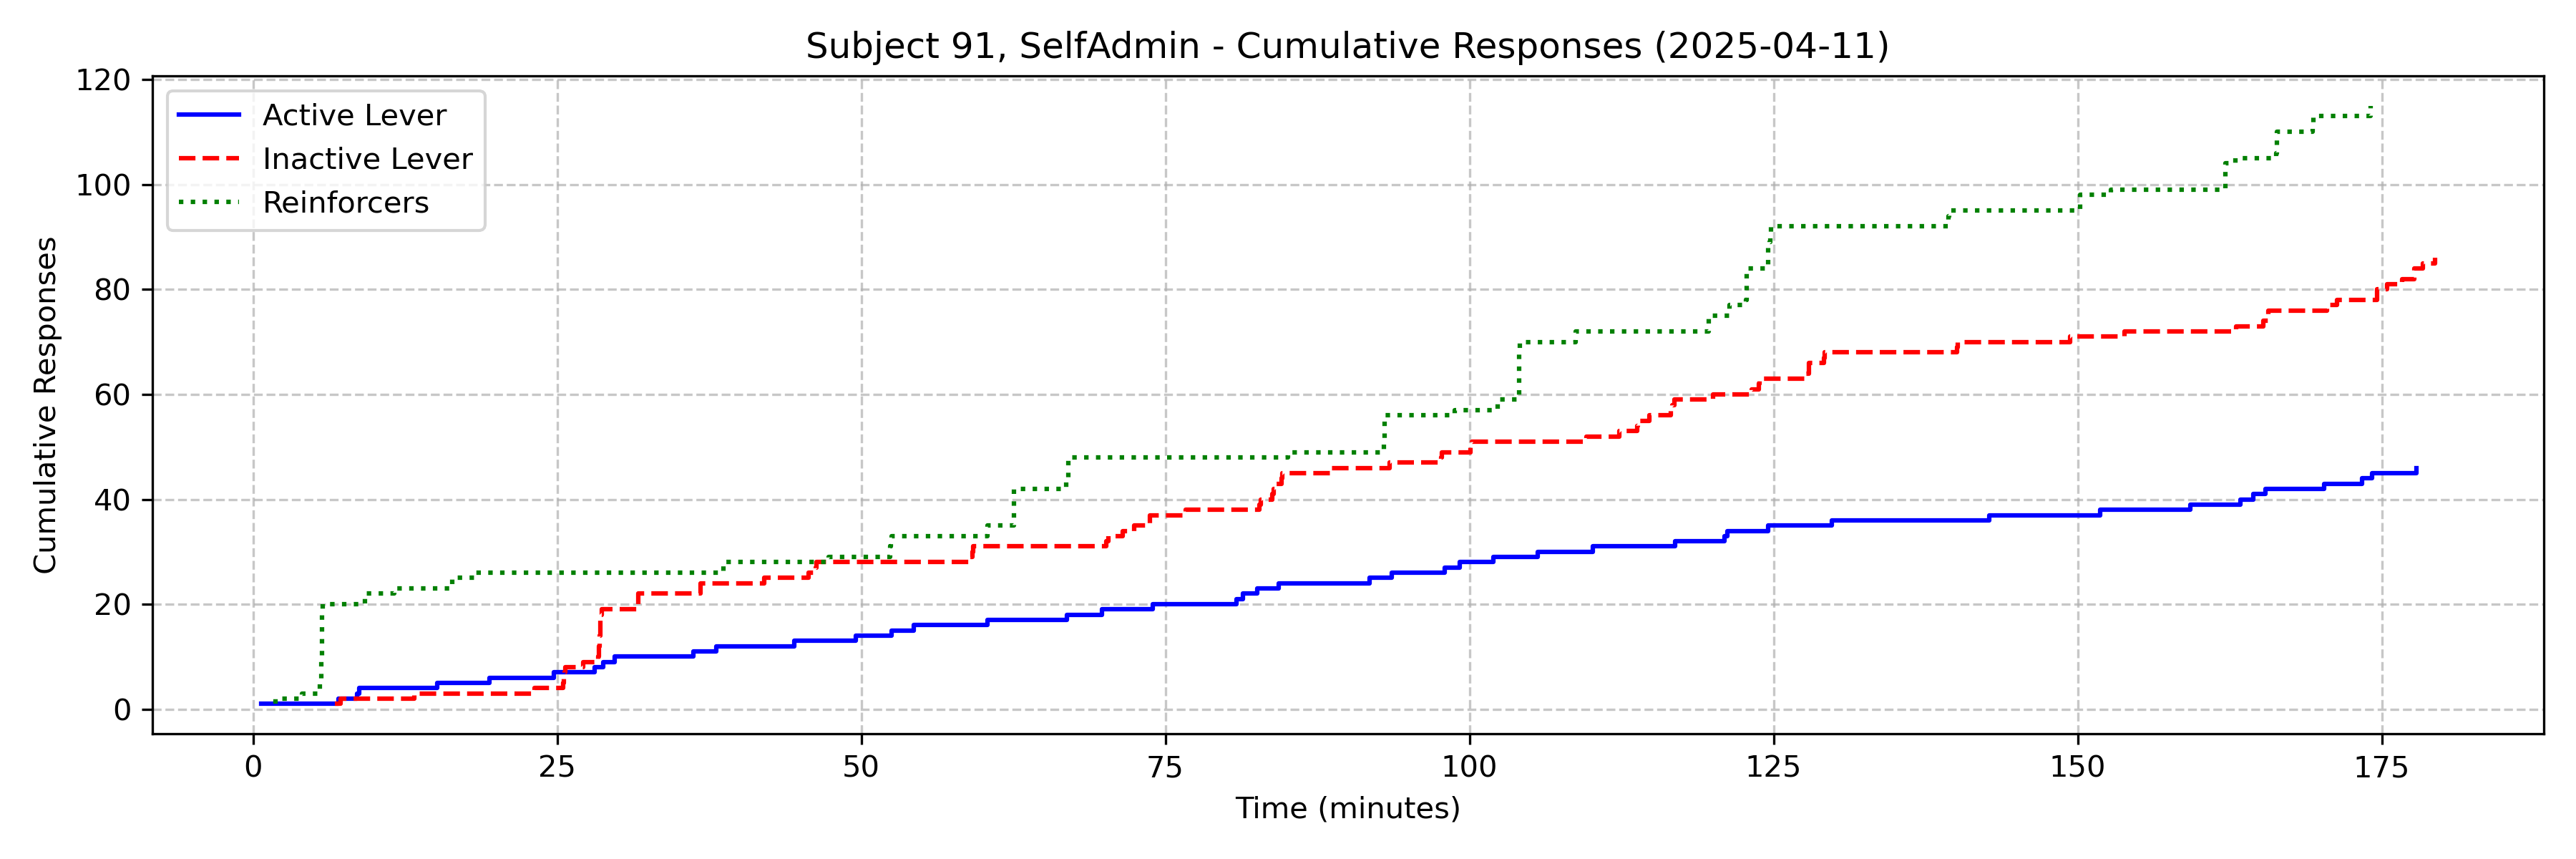 Subject 91, SelfAdmin - Cumulative Responses (2025-04-11)
120
100
80
60
40
20
0
Cumulative Responses
Active Lever
Inactive Lever
Reinforcers
0 25 50 75 100 125 150 175
Time (minutes)